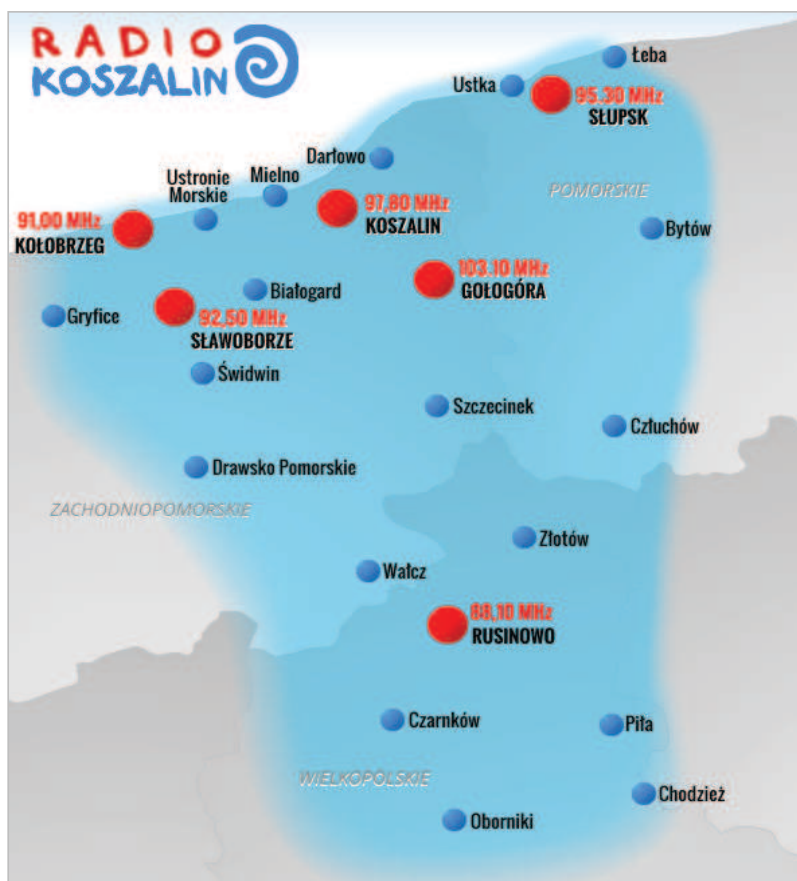 RADIO
KOSZALIN
Łeba
Ustka
95.30 MHz
SŁUPSK
Darłowo
Ustronie
Morskie
Mielno
POMORSKIE
91,00 MHz
KOŁOBRZEG
97,80 MHz
KOSZALIN
Bytów
103.10 MHz
GOŁOGÓRA
Białogard
Gryfice
92,50 MHz
SŁAWOBORZE
Świdwin
Szczecinek
Człuchów
Drawsko Pomorskie
ZACHODNIOPOMORSKIE
Złotów
Wałcz
88,10 MHz
RUSINOWO
Czarnków
Piła
WIELKOPOLSKIE
Chodzież
Oborniki